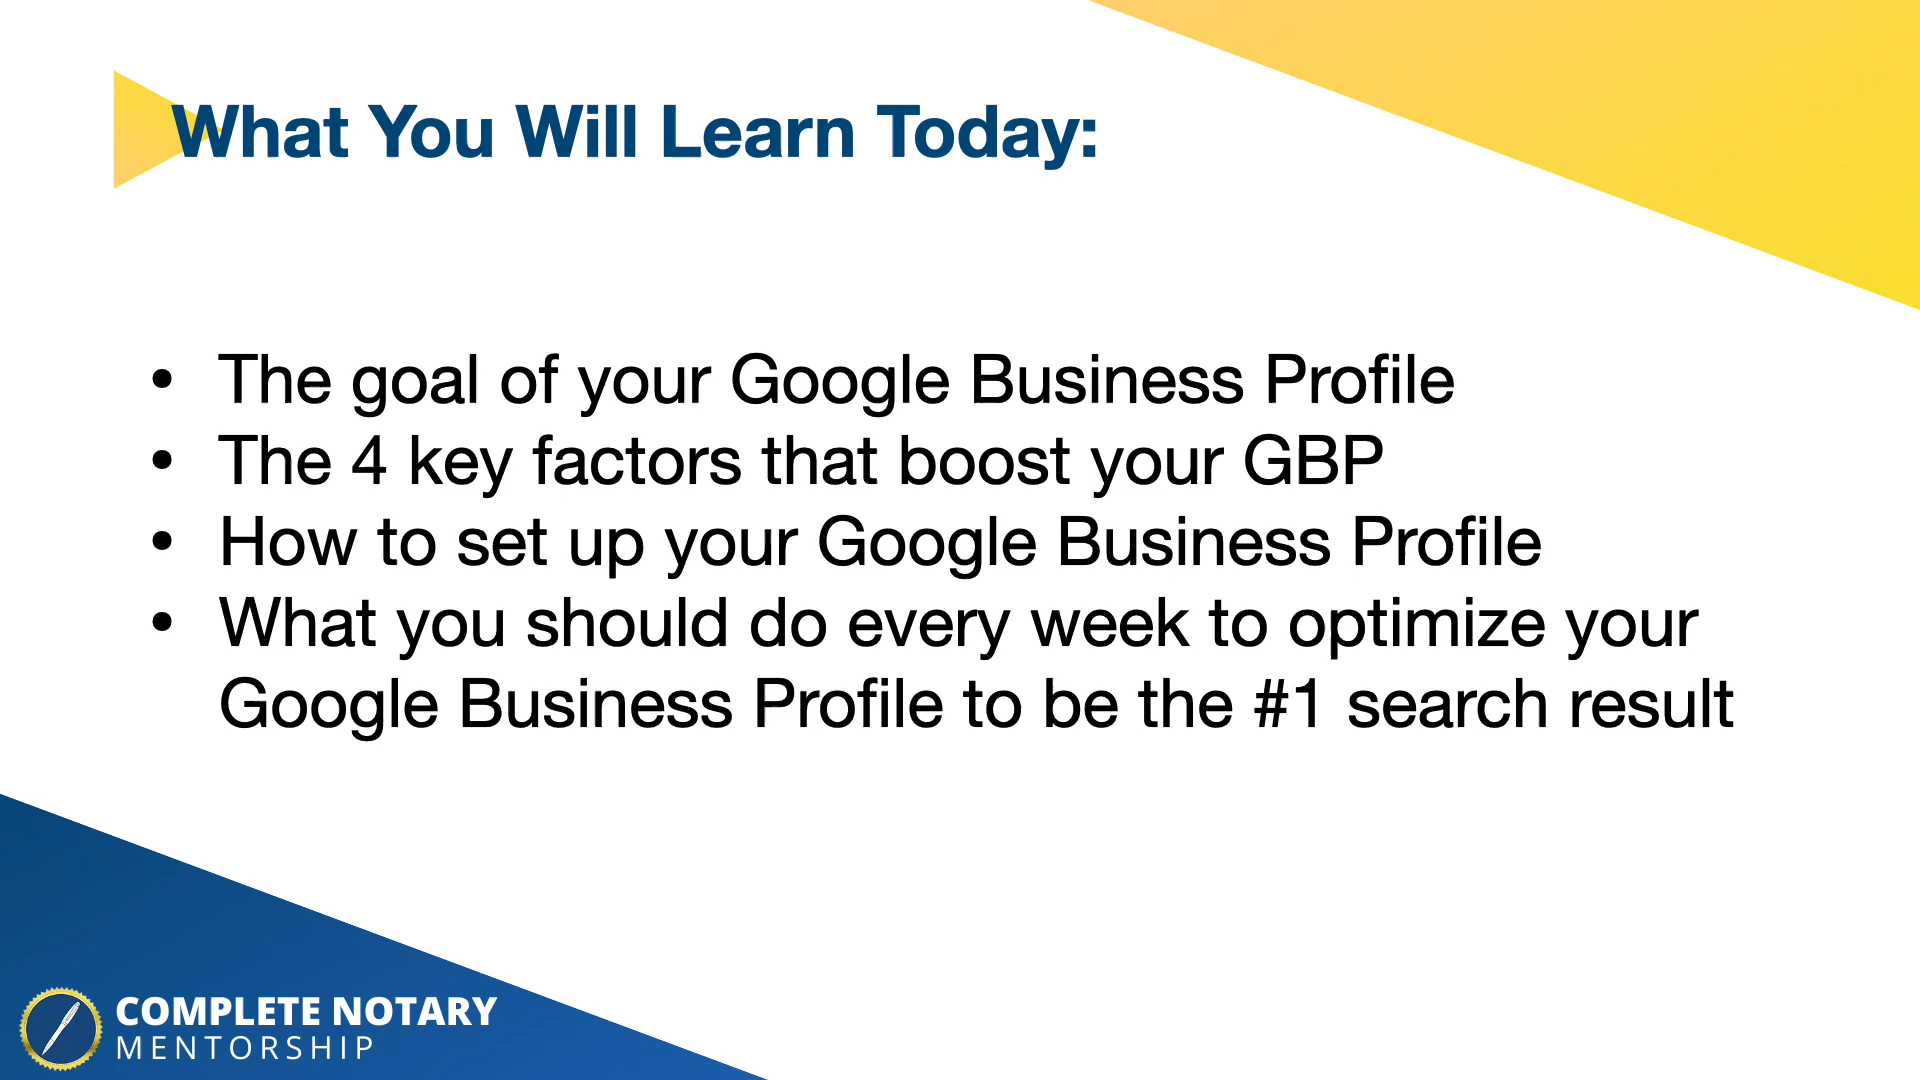 What You Will Learn Today:
• The goal of your Google Business Profile
• The 4 key factors that boost your GBP
• How to set up your Google Business Profile
• What you should do every week to optimize your
Google Business Profile to be the #1 search result
COMPLETE NOTARY
MENTORSHIP